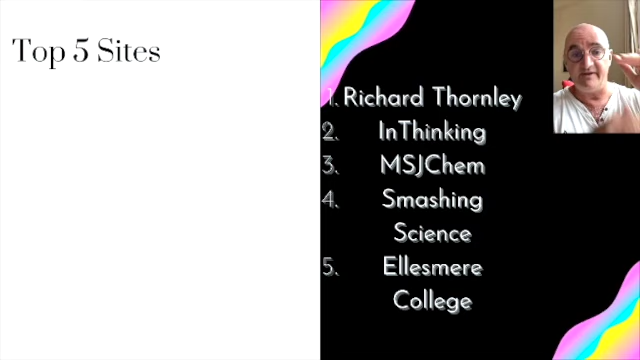 Top 5 Sites
1. Richard Thornley
2. InThinking
3. MSJChem
4. Smashing
Science
5. Ellesmere
College